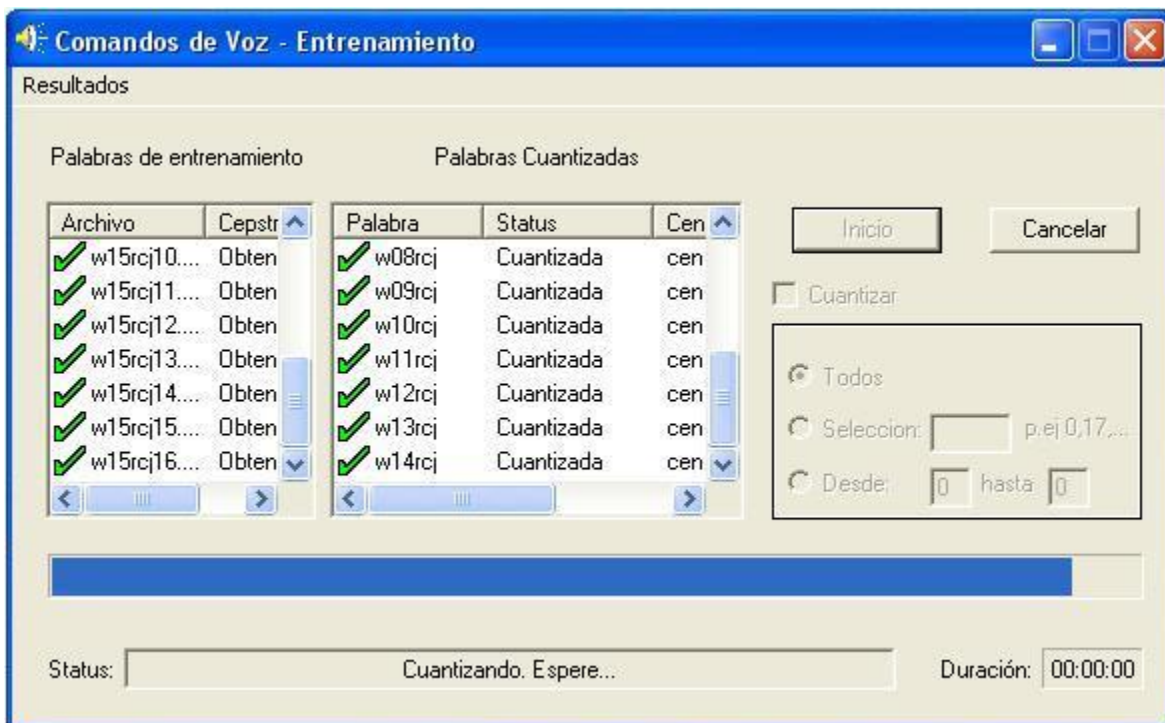 Comandos de Voz - Entrenamiento
Resultados
Palabras de entrenamiento
Palabras Cuantizadas
Archivo Cepstr
w15rcj10.... Obten
w15rcj11.... Obten
w15rcj12.... Obten
w15rcj13.... Obten
w15rcj14.... Obten
w15rcj15.... Obten
w15rcj16.... Obten
Palabra Status Cen
w08rcj Cuantizada cen
w09rcj Cuantizada cen
w10rcj Cuantizada cen
w11rcj Cuantizada cen
w12rcj Cuantizada cen
w13rcj Cuantizada cen
w14rcj Cuantizada cen
Inicio Cancelar
Cuantizar
Todos
Seleccion: p.ej 0,17,...
Desde: 0 hasta 0
Status: Cuantizando. Espere... Duración: 00:00:00